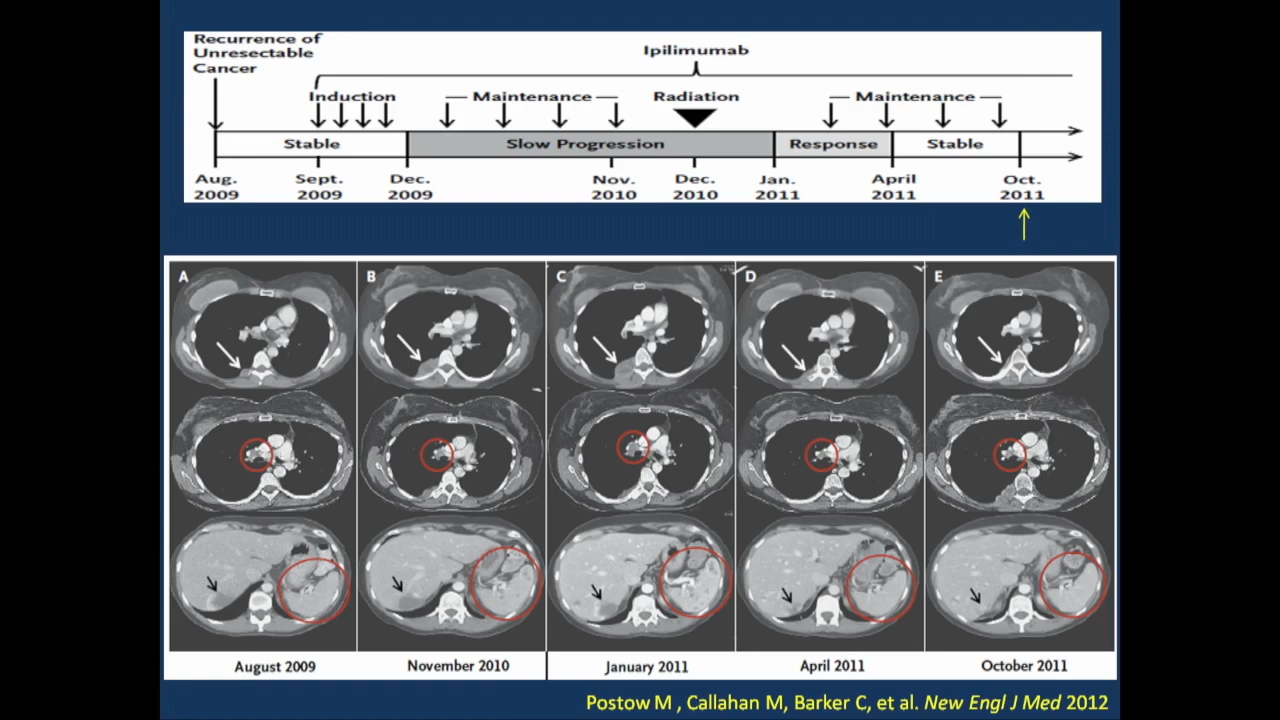 Recurrence of
Unresectable
Cancer
Ipilimumab
Induction
Maintenance
Radiation
Maintenance
Stable
Slow Progression
Response
Stable
Aug.
2009
Sept.
2009
Dec.
2009
Nov.
2010
Dec.
2010
Jan.
2011
April
2011
Oct.
2011
A
B
C
D
E
August 2009
November 2010
January 2011
April 2011
October 2011
Postow M , Callahan M, Barker C, et al. New Engl J Med 2012